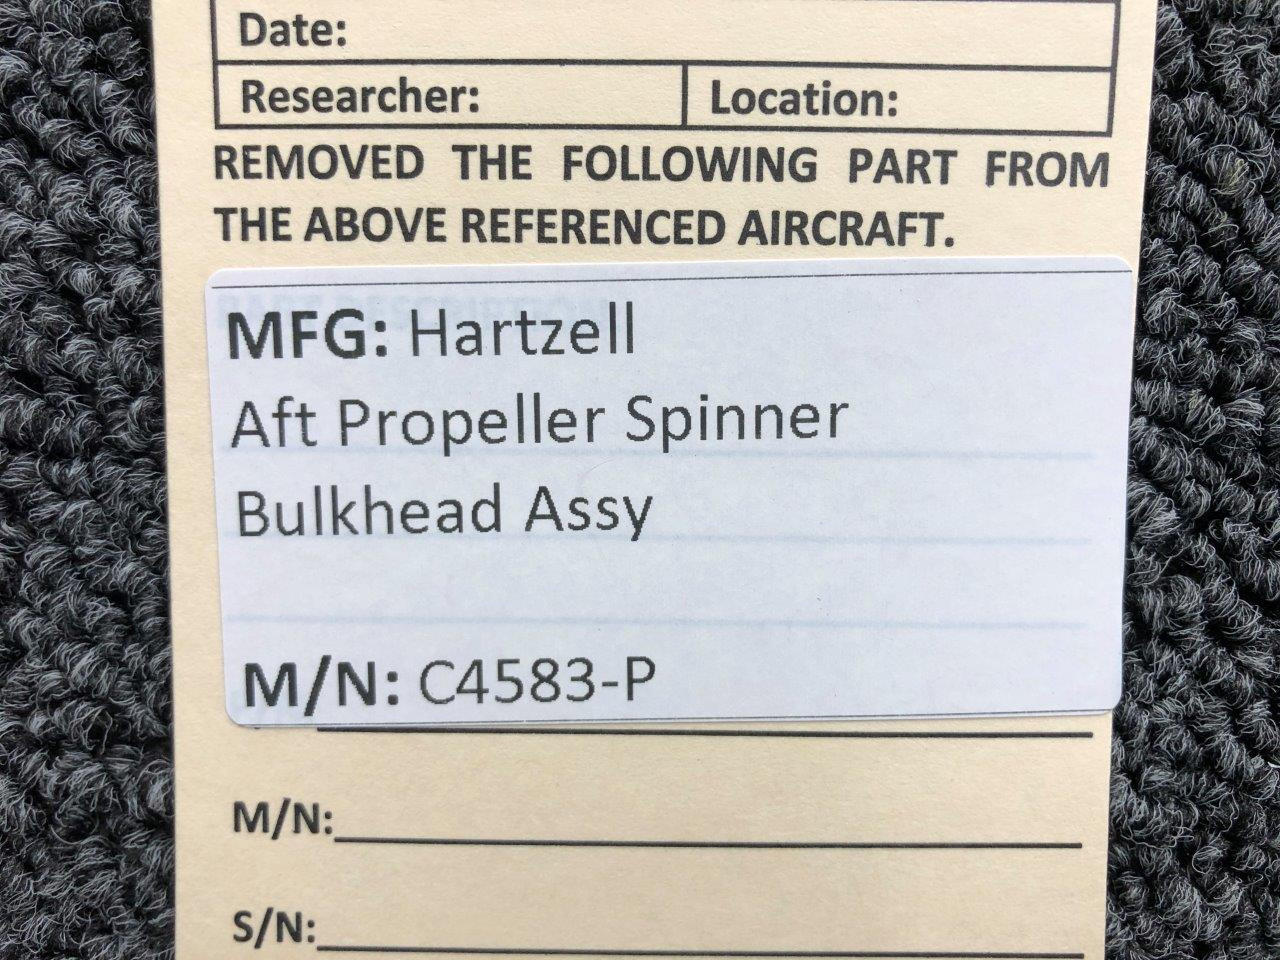 Date:
Researcher: Location:
REMOVED THE FOLLOWING PART FROM
THE ABOVE REFERENCED AIRCRAFT.
MFG: Hartzell
Aft Propeller Spinner
Bulkhead Assy
M/N: C4583-P
M/N:
S/N: